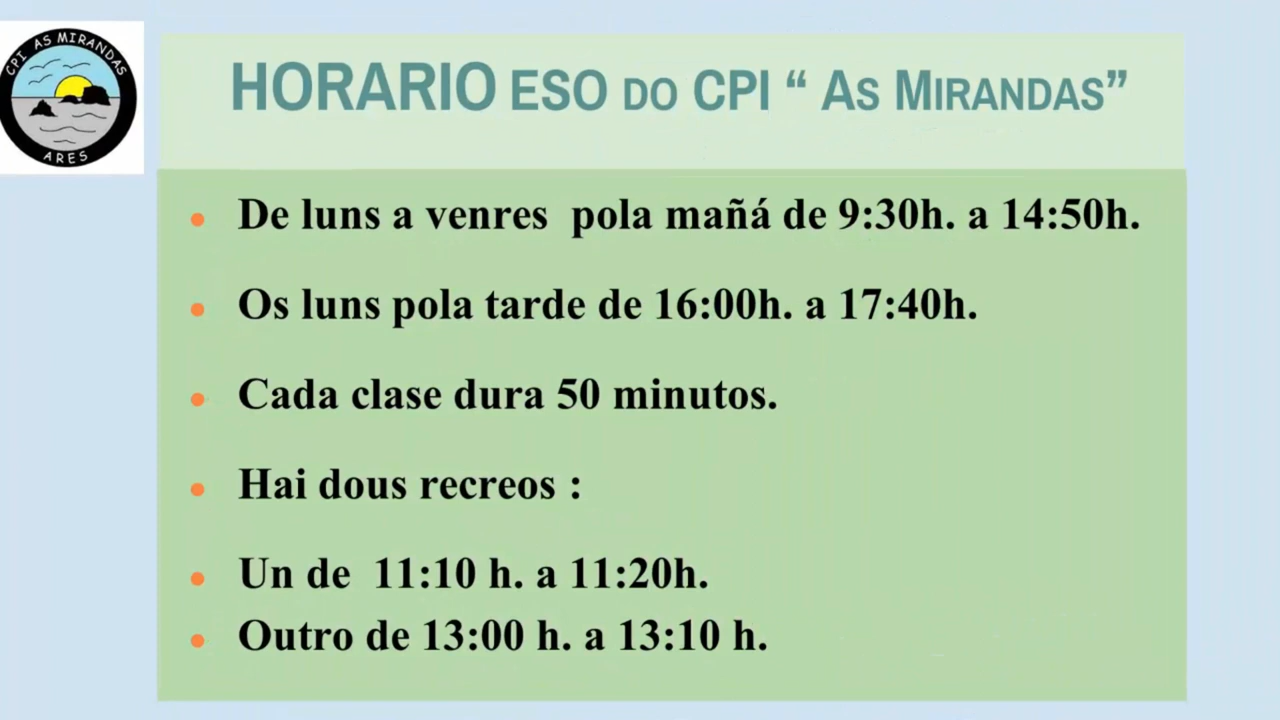 CPI AS MIRANDAS
ARES
HORARIO ESO DO CPI “ AS MIRANDAS”
De luns a venres pola mañá de 9:30h. a 14:50h.
Os luns pola tarde de 16:00h. a 17:40h.
Cada clase dura 50 minutos.
Hai dous recreos :
Un de 11:10 h. a 11:20h.
Outro de 13:00 h. a 13:10 h.